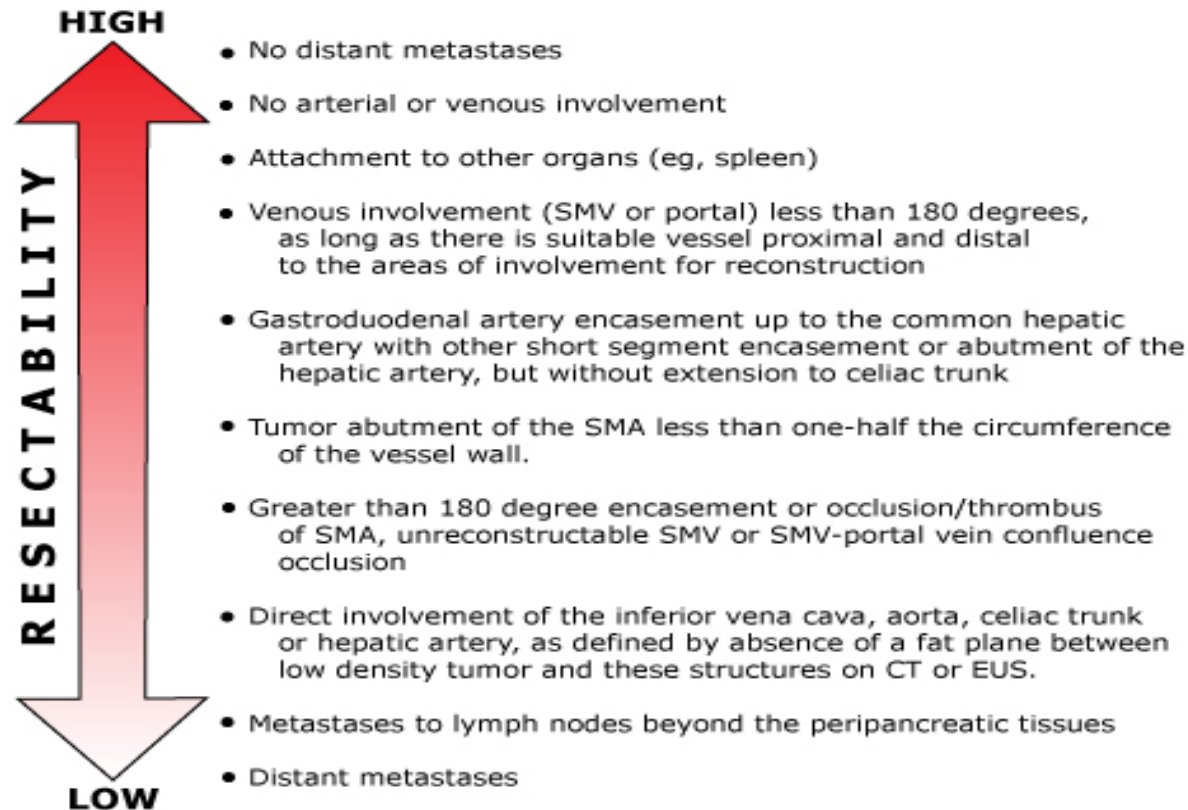 HIGH
RESECTABILITY
• No distant metastases
• No arterial or venous involvement
• Attachment to other organs (eg, spleen)
• Venous involvement (SMV or portal) less than 180 degrees,
as long as there is suitable vessel proximal and distal
to the areas of involvement for reconstruction
• Gastroduodenal artery encasement up to the common hepatic
artery with other short segment encasement or abutment of the
hepatic artery, but without extension to celiac trunk
• Tumor abutment of the SMA less than one-half the circumference
of the vessel wall.
• Greater than 180 degree encasement or occlusion/thrombus
of SMA, unreconstructable SMV or SMV-portal vein confluence
occlusion
• Direct involvement of the inferior vena cava, aorta, celiac trunk
or hepatic artery, as defined by absence of a fat plane between
low density tumor and these structures on CT or EUS.
• Metastases to lymph nodes beyond the peripancreatic tissues
• Distant metastases
LOW